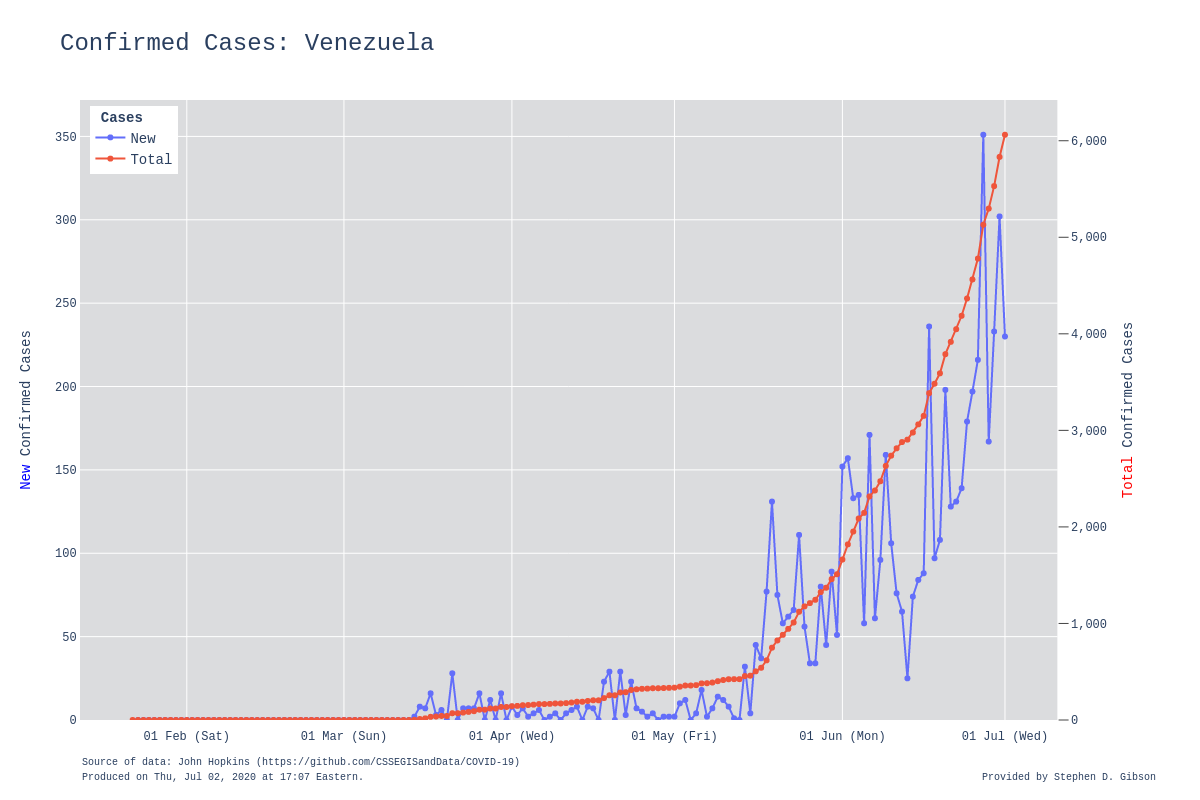 Confirmed Cases: Venezuela
Cases
New
Total
350
300
250
200
150
100
50
0
6,000
5,000
4,000
3,000
2,000
1,000
0
New Confirmed Cases
Total Confirmed Cases
01 Feb (Sat)
01 Mar (Sun)
01 Apr (Wed)
01 May (Fri)
01 Jun (Mon)
01 Jul (Wed)
Source of data: John Hopkins (https://github.com/CSSEGISandData/COVID-19)
Produced on Thu, Jul 02, 2020 at 17:07 Eastern.
Provided by Stephen D. Gibson